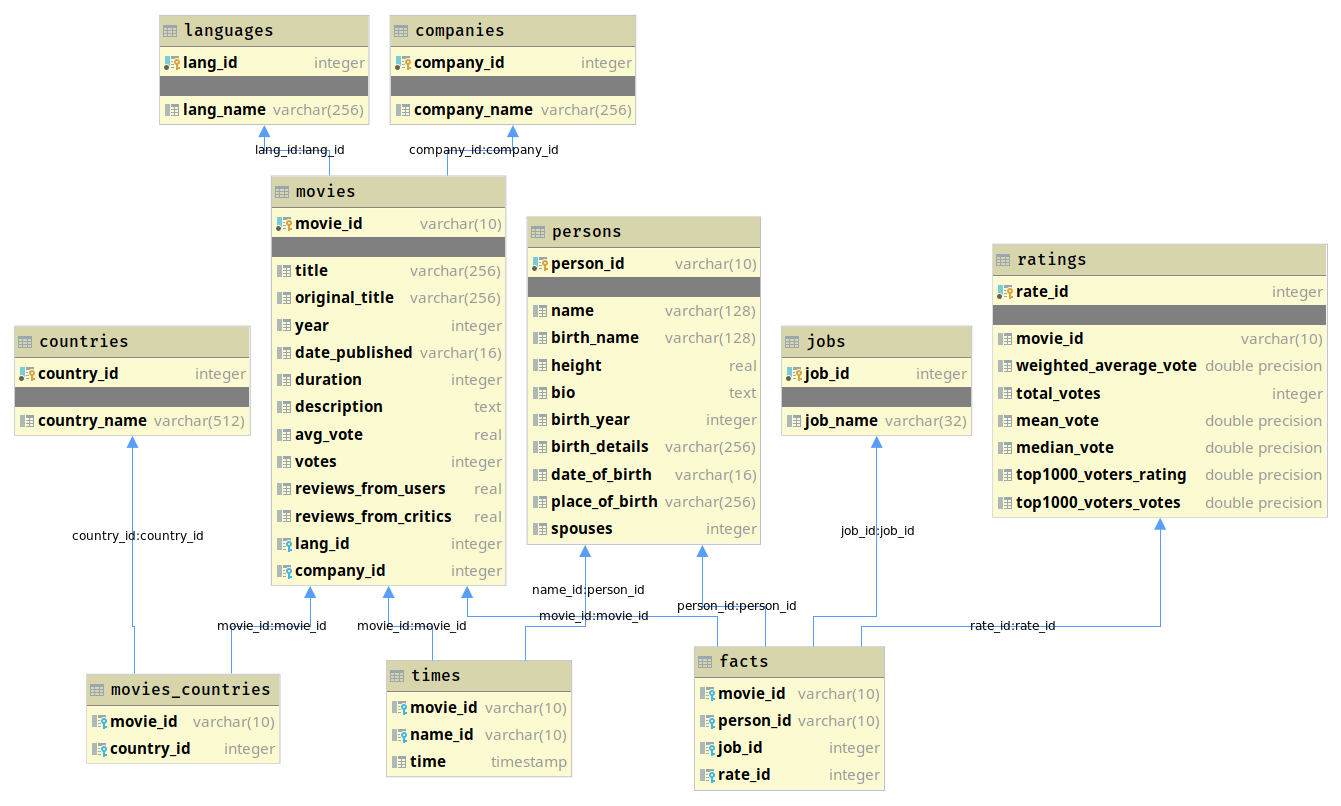 languages
lang_id integer
lang_name varchar(256)
companies
company_id integer
company_name varchar(256)
lang_id:lang_id
company_id:company_id
movies
movie_id varchar(10)
title varchar(256)
original_title varchar(256)
year integer
date_published varchar(16)
duration integer
description text
avg_vote real
votes integer
reviews_from_users real
reviews_from_critics real
lang_id integer
company_id integer
persons
person_id varchar(10)
name varchar(128)
birth_name varchar(128)
height real
bio text
birth_year integer
birth_details varchar(256)
date_of_birth varchar(16)
place_of_birth varchar(256)
spouses integer
ratings
rate_id integer
movie_id varchar(10)
weighted_average_vote double precision
total_votes integer
mean_vote double precision
median_vote double precision
top1000_voters_rating double precision
top1000_voters_votes double precision
countries
country_id integer
country_name varchar(512)
jobs
job_id integer
job_name varchar(32)
country_id:country_id
job_id:job_id
name_id:person_id
person_id:person_id
movie_id:movie_id
movie_id:movie_id
movie_id:movie_id
rate_id:rate_id
movies_countries
movie_id varchar(10)
country_id integer
times
movie_id varchar(10)
name_id varchar(10)
time timestamp
facts
movie_id varchar(10)
person_id varchar(10)
job_id integer
rate_id integer